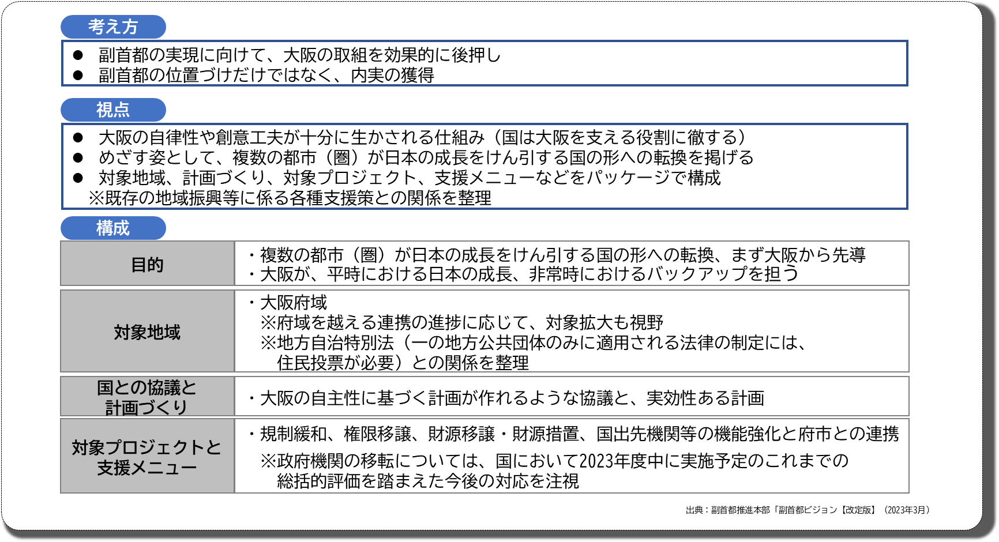 考え方
● 副首都の実現に向けて、大阪の取組を効果的に後押し
● 副首都の位置づけだけではなく、内実の獲得
視点
● 大阪の自律性や創意工夫が十分に生かされる仕組み（国は大阪を支える役割に徹する）
● めざす姿として、複数の都市（圏）が日本の成長をけん引する国の形への転換を掲げる
● 対象地域、計画づくり、対象プロジェクト、支援メニューなどをパッケージで構成
※既存の地域振興等に係る各種支援策との関係を整理
構成
目的
・複数の都市（圏）が日本の成長をけん引する国の形への転換、まず大阪から先導
・大阪が、平時における日本の成長、非常時におけるバックアップを担う
対象地域
・大阪府域
※府域を越える連携の進捗に応じて、対象拡大も視野
※地方自治特別法（一の地方公共団体のみに適用される法律の制定には、
住民投票が必要）との関係を整理
国との協議と
計画づくり
・大阪の自主性に基づく計画が作れるような協議と、実効性ある計画
対象プロジェクトと
支援メニュー
・規制緩和、権限移譲、財源移譲・財源措置、国出先機関等の機能強化と府市との連携
※政府機関の移転については、国において2023年度中に実施予定のこれまでの
総括的評価を踏まえた今後の対応を注視
出典：副首都推進本部「副首都ビジョン【改定版】（2023年3月）